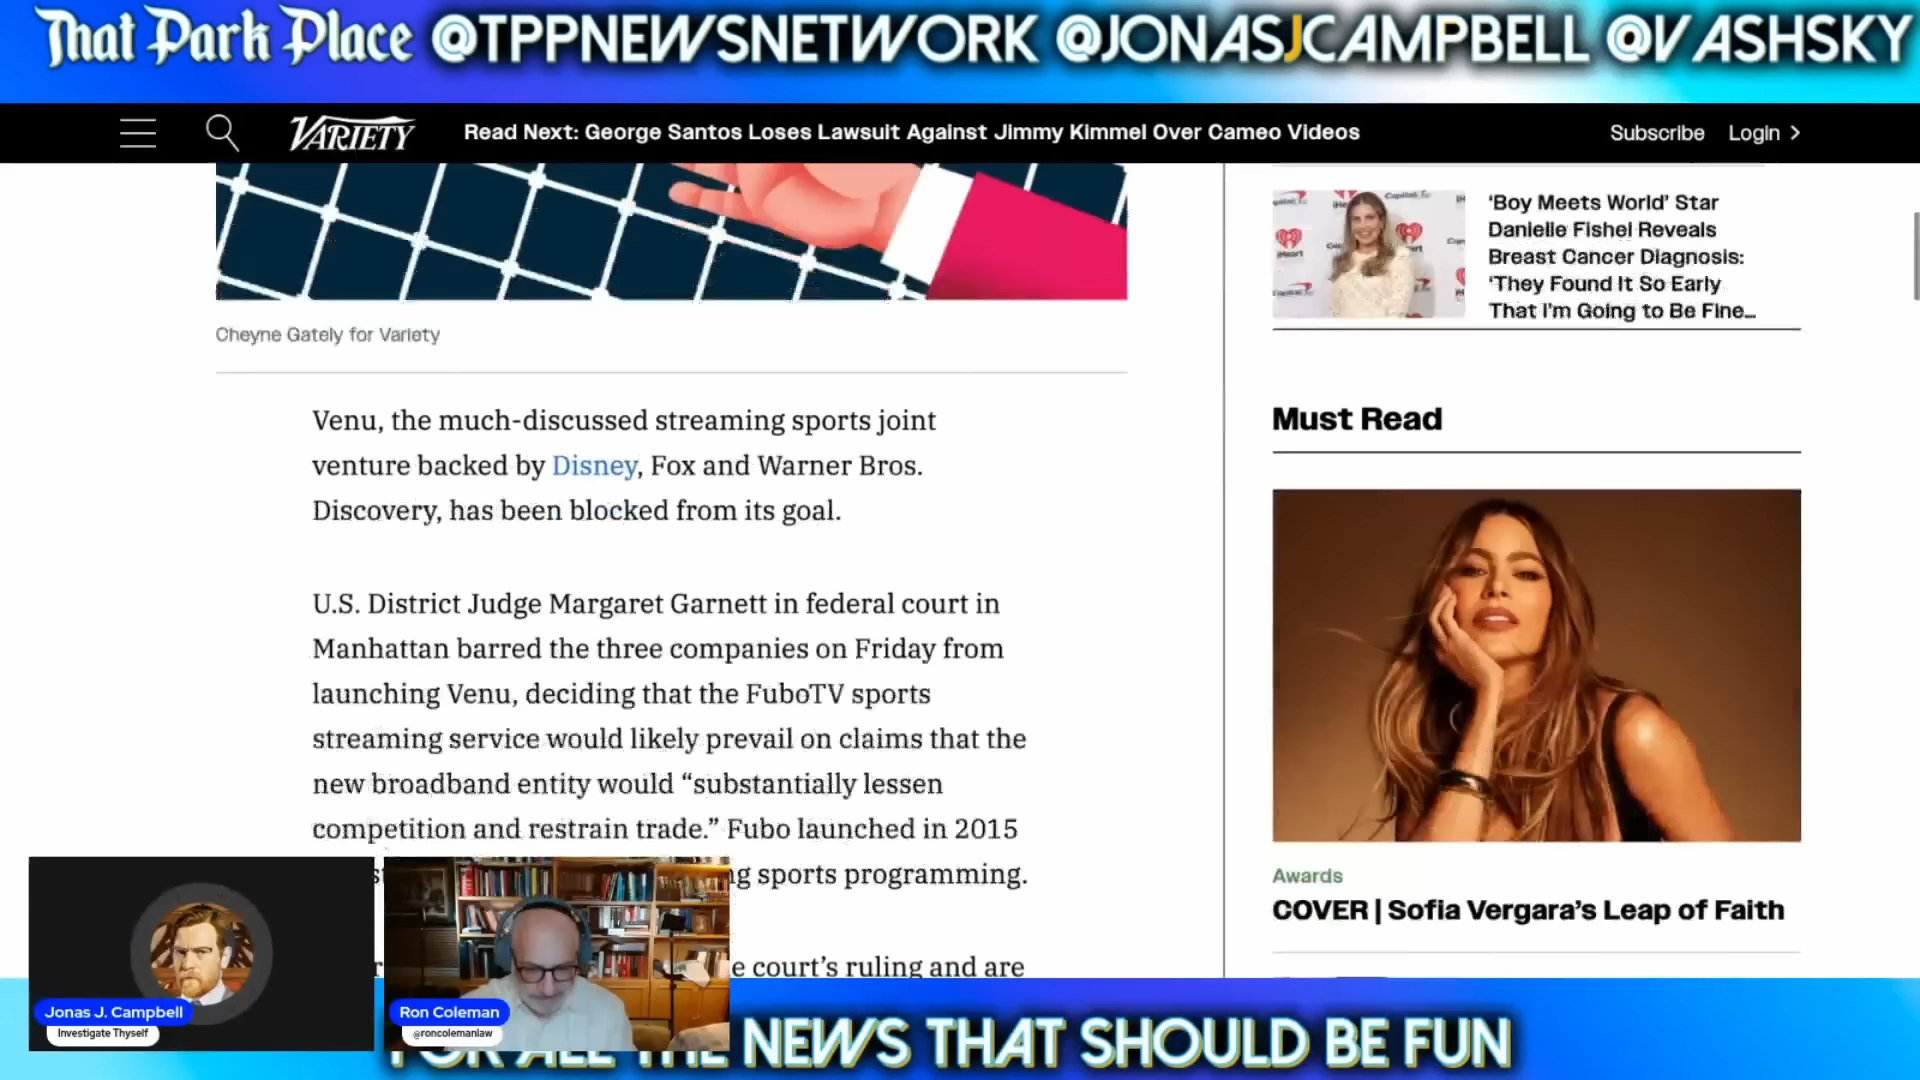 That Park Place @TPPNEWSNETWORK @JONASJCAMPBELL @VASHSKY
VARIETY
Read Next: George Santos Loses Lawsuit Against Jimmy Kimmel Over Cameo Videos
Subscribe
Login
Cheyne Gately for Variety
Venu, the much-discussed streaming sports joint
venture backed by Disney, Fox and Warner Bros.
Discovery, has been blocked from its goal.
U.S. District Judge Margaret Garnett in federal court in
Manhattan barred the three companies on Friday from
launching Venu, deciding that the FuboTV sports
streaming service would likely prevail on claims that the
new broadband entity would “substantially lessen
competition and restrain trade.” Fubo launched in 2015
sports programming.
e court’s ruling and are
‘Boy Meets World’ Star
Danielle Fishel Reveals
Breast Cancer Diagnosis:
‘They Found It So Early
That I’m Going to Be Fine...
Must Read
Awards
COVER | Sofia Vergara’s Leap of Faith
Jonas J. Campbell
Investigate Thyself
Ron Coleman
@roncolemanlaw
FOR ALL THE NEWS THAT SHOULD BE FUN